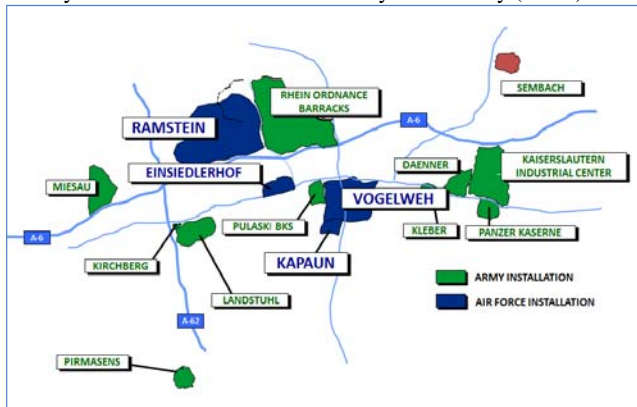 SEMBACH
RHEIN ORDNANCE
BARRACKS
RAMSTEIN
A-6
DAENNER
KAISERSLAUTERN
INDUSTRIAL CENTER
EINSIEDLERHOF
MIESAU
VOGELWEH
PULASKI BKS
KLEBER
PANZER KASERNE
A-6
KIRCHBERG
KAPAUN
LANDSTUHL
ARMY INSTALLATION
AIR FORCE INSTALLATION
A-62
PIRMASENS